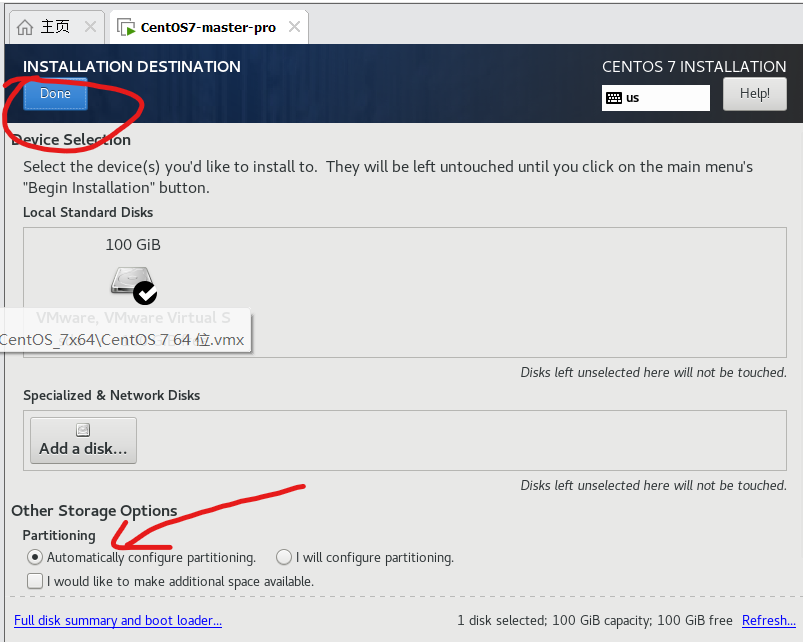 主页
CentOS7-master-pro
INSTALLATION DESTINATION
CENTOS 7 INSTALLATION
Done
us
Help!
Device Selection
Select the device(s) you'd like to install to. They will be left untouched until you click on the main menu's
"Begin Installation" button.
Local Standard Disks
100 GiB
VMware, VMware Virtual S
CentOS_7x64\CentOS 7 64 位.vmx
Disks left unselected here will not be touched.
Specialized & Network Disks
Add a disk...
Disks left unselected here will not be touched.
Other Storage Options
Partitioning
Automatically configure partitioning. I will configure partitioning.
I would like to make additional space available.
Full disk summary and boot loader...
1 disk selected; 100 GiB capacity; 100 GiB free Refresh...